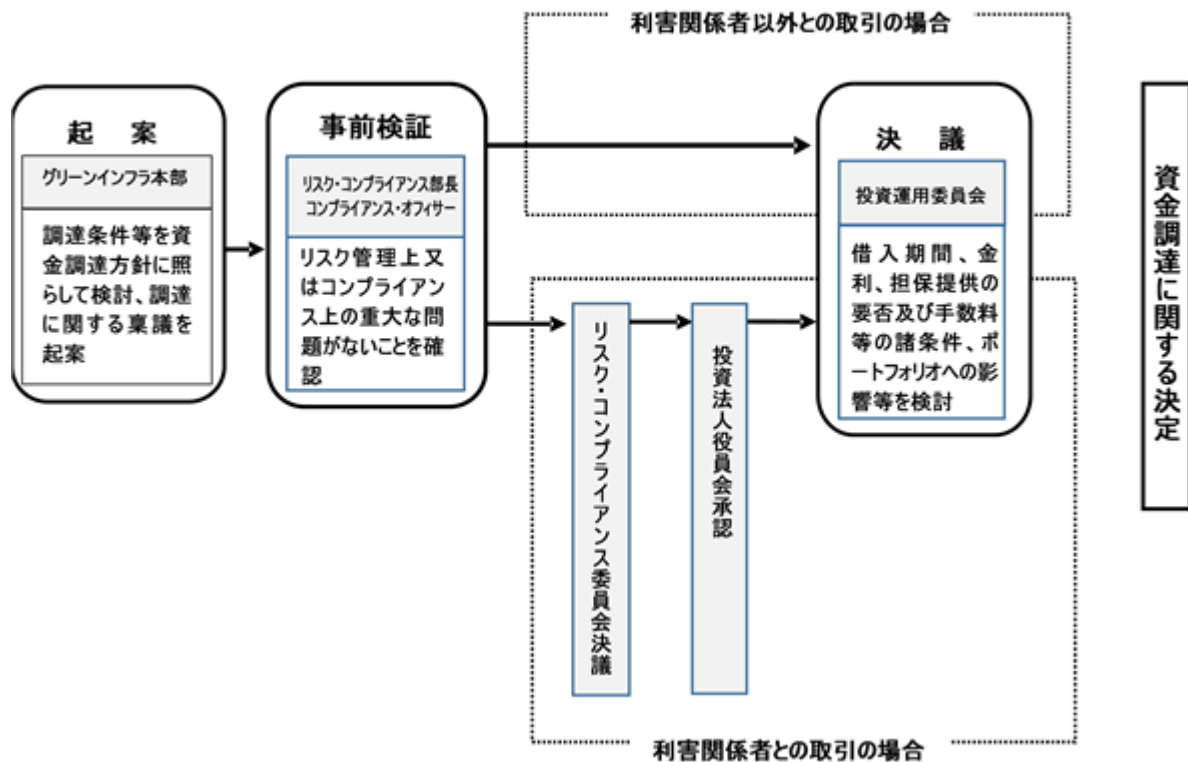 利害関係者以外との取引の場合
起　案
グリーンインフラ本部
調達条件等を資
金調達方針に照
らして検討、調達
に関する稟議を
起案
事前検証
リスク・コンプライアンス部長
コンプライアンス・オフィサー
リスク管理上又
はコンプライアン
ス上の重大な問
題がないことを確
認
リスク・コンプライアンス委員会決議
投資法人役員会承認
決　議
投資運用委員会
借入期間、金
利、担保提供の
要否及び手数料
等の諸条件、ポ
ートフォリオへの影
響等を検討
資金調達に関する決定
利害関係者との取引の場合